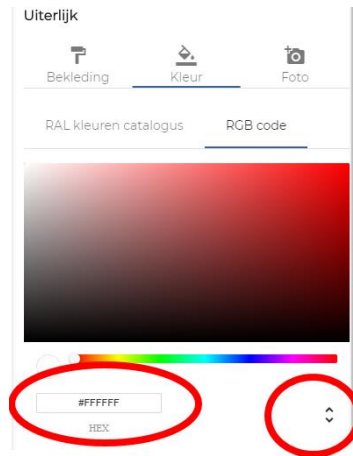 Uiterlijk
Bekleding Kleur Foto
RAL kleuren catalogus RGB code
#FFFFFF
HEX